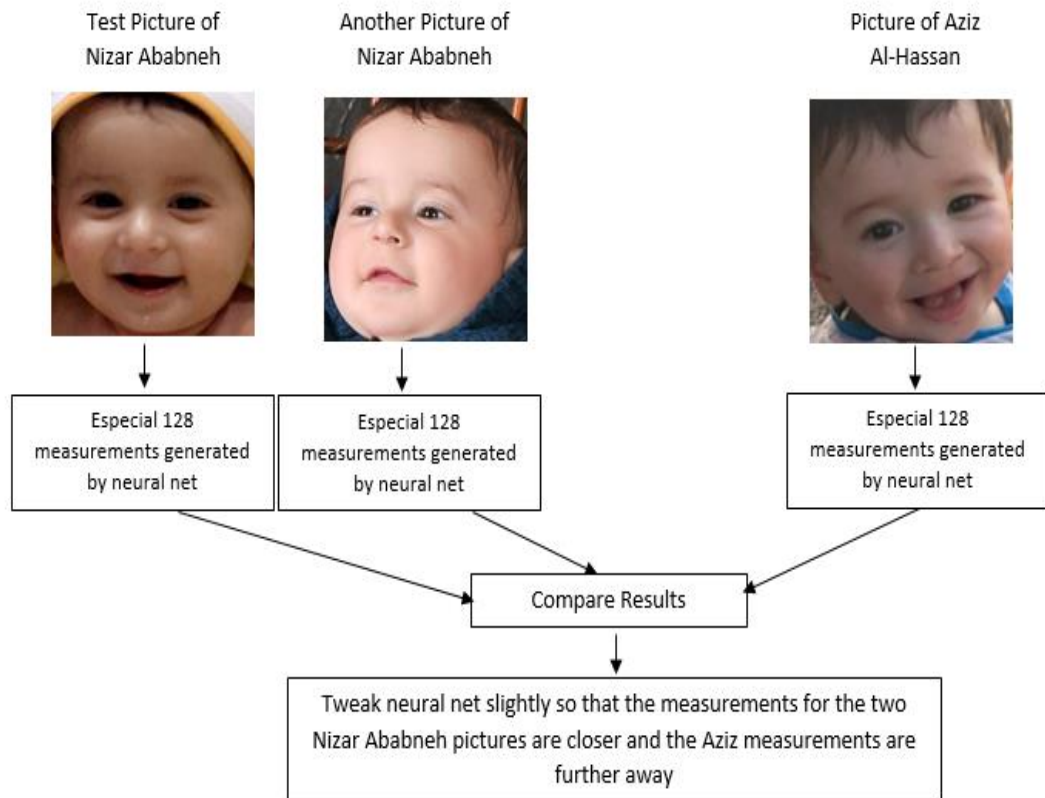 Test Picture of
Nizar Ababneh
Another Picture of
Nizar Ababneh
Picture of Aziz
Al-Hassan
Especial 128
measurements generated
by neural net
Especial 128
measurements generated
by neural net
Especial 128
measurements generated
by neural net
Compare Results
Tweak neural net slightly so that the measurements for the two
Nizar Ababneh pictures are closer and the Aziz measurements are
further away